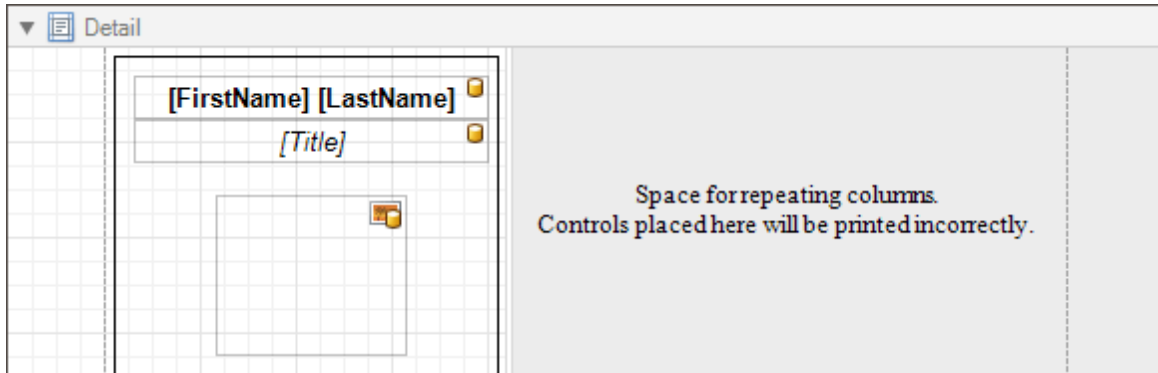 Detail
[FirstName] [LastName]
[Title]
Space for repeating columns.
Controls placed here will be printed incorrectly.